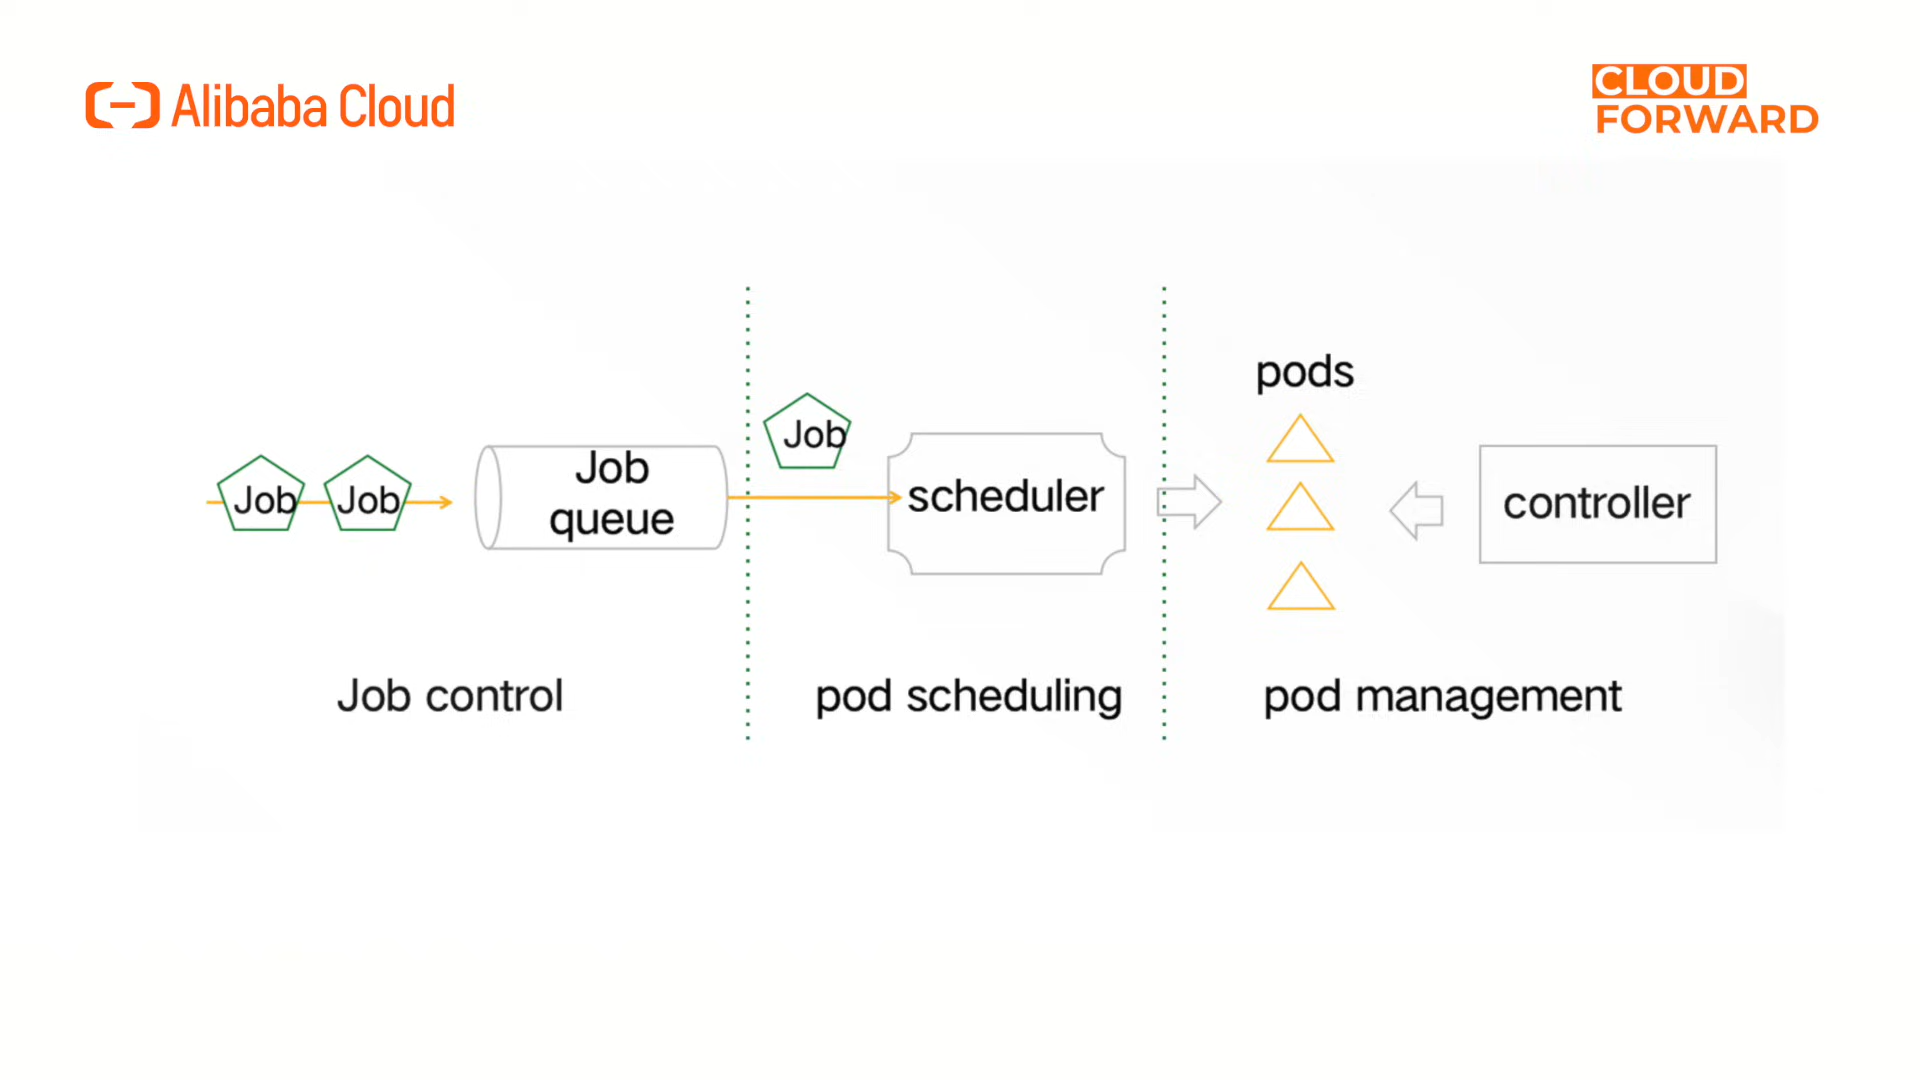 Alibaba Cloud
CLOUD
FORWARD
Job
Job
Job
queue
Job
scheduler
pods
controller
Job control
pod scheduling
pod management